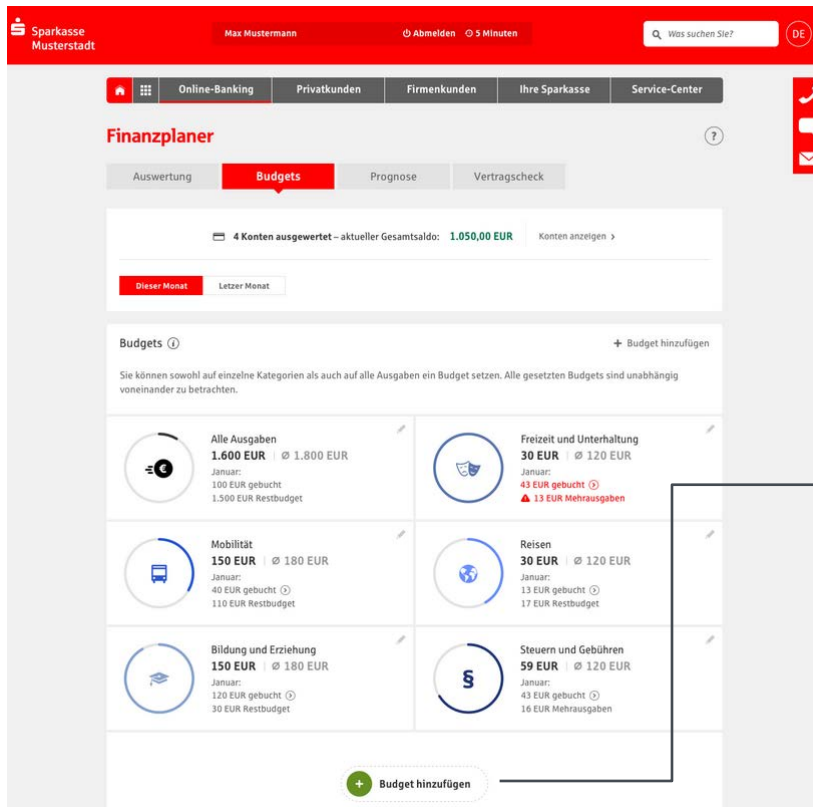 Sparkasse
Musterstadt
Max Mustermann
Abmelden
5 Minuten
Was suchen Sie?
DE
Online-Banking
Privatkunden
Firmenkunden
Ihre Sparkasse
Service-Center
Finanzplaner
?
Auswertung
Budgets
Prognose
Vertragscheck
4 Konten ausgewertet – aktueller Gesamtsaldo: 1.050,00 EUR
Konten anzeigen >
Dieser Monat
Letzer Monat
Budgets i
+ Budget hinzufügen
Sie können sowohl auf einzelne Kategorien als auch auf alle Ausgaben ein Budget setzen. Alle gesetzten Budgets sind unabhängig
voneinander zu betrachten.
Alle Ausgaben
1.600 EUR | Ø 1.800 EUR
Januar:
100 EUR gebucht
1.500 EUR Restbudget
Freizeit und Unterhaltung
30 EUR | Ø 120 EUR
Januar:
43 EUR gebucht
13 EUR Mehrausgaben
Mobilität
150 EUR | Ø 180 EUR
Januar:
40 EUR gebucht
110 EUR Restbudget
Reisen
30 EUR | Ø 120 EUR
Januar:
13 EUR gebucht
17 EUR Restbudget
Bildung und Erziehung
150 EUR | Ø 180 EUR
Januar:
120 EUR gebucht
30 EUR Restbudget
§
Steuern und Gebühren
59 EUR | Ø 120 EUR
Januar:
43 EUR gebucht
16 EUR Mehrausgaben
+ Budget hinzufügen